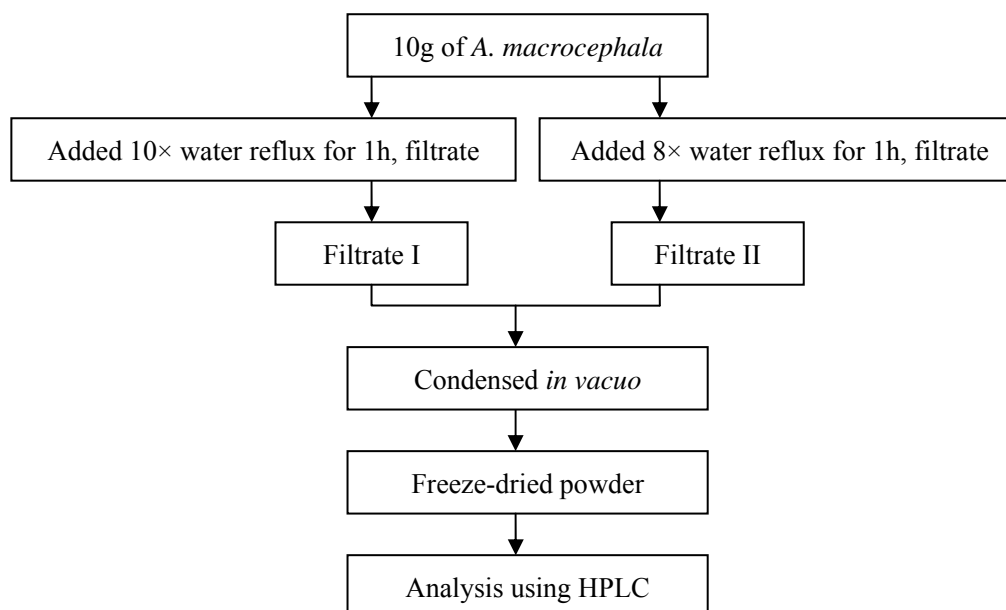 10g of A. macrocephala
Added 10× water reflux for 1h, filtrate
Added 8× water reflux for 1h, filtrate
Filtrate I
Filtrate II
Condensed in vacuo
Freeze-dried powder
Analysis using HPLC